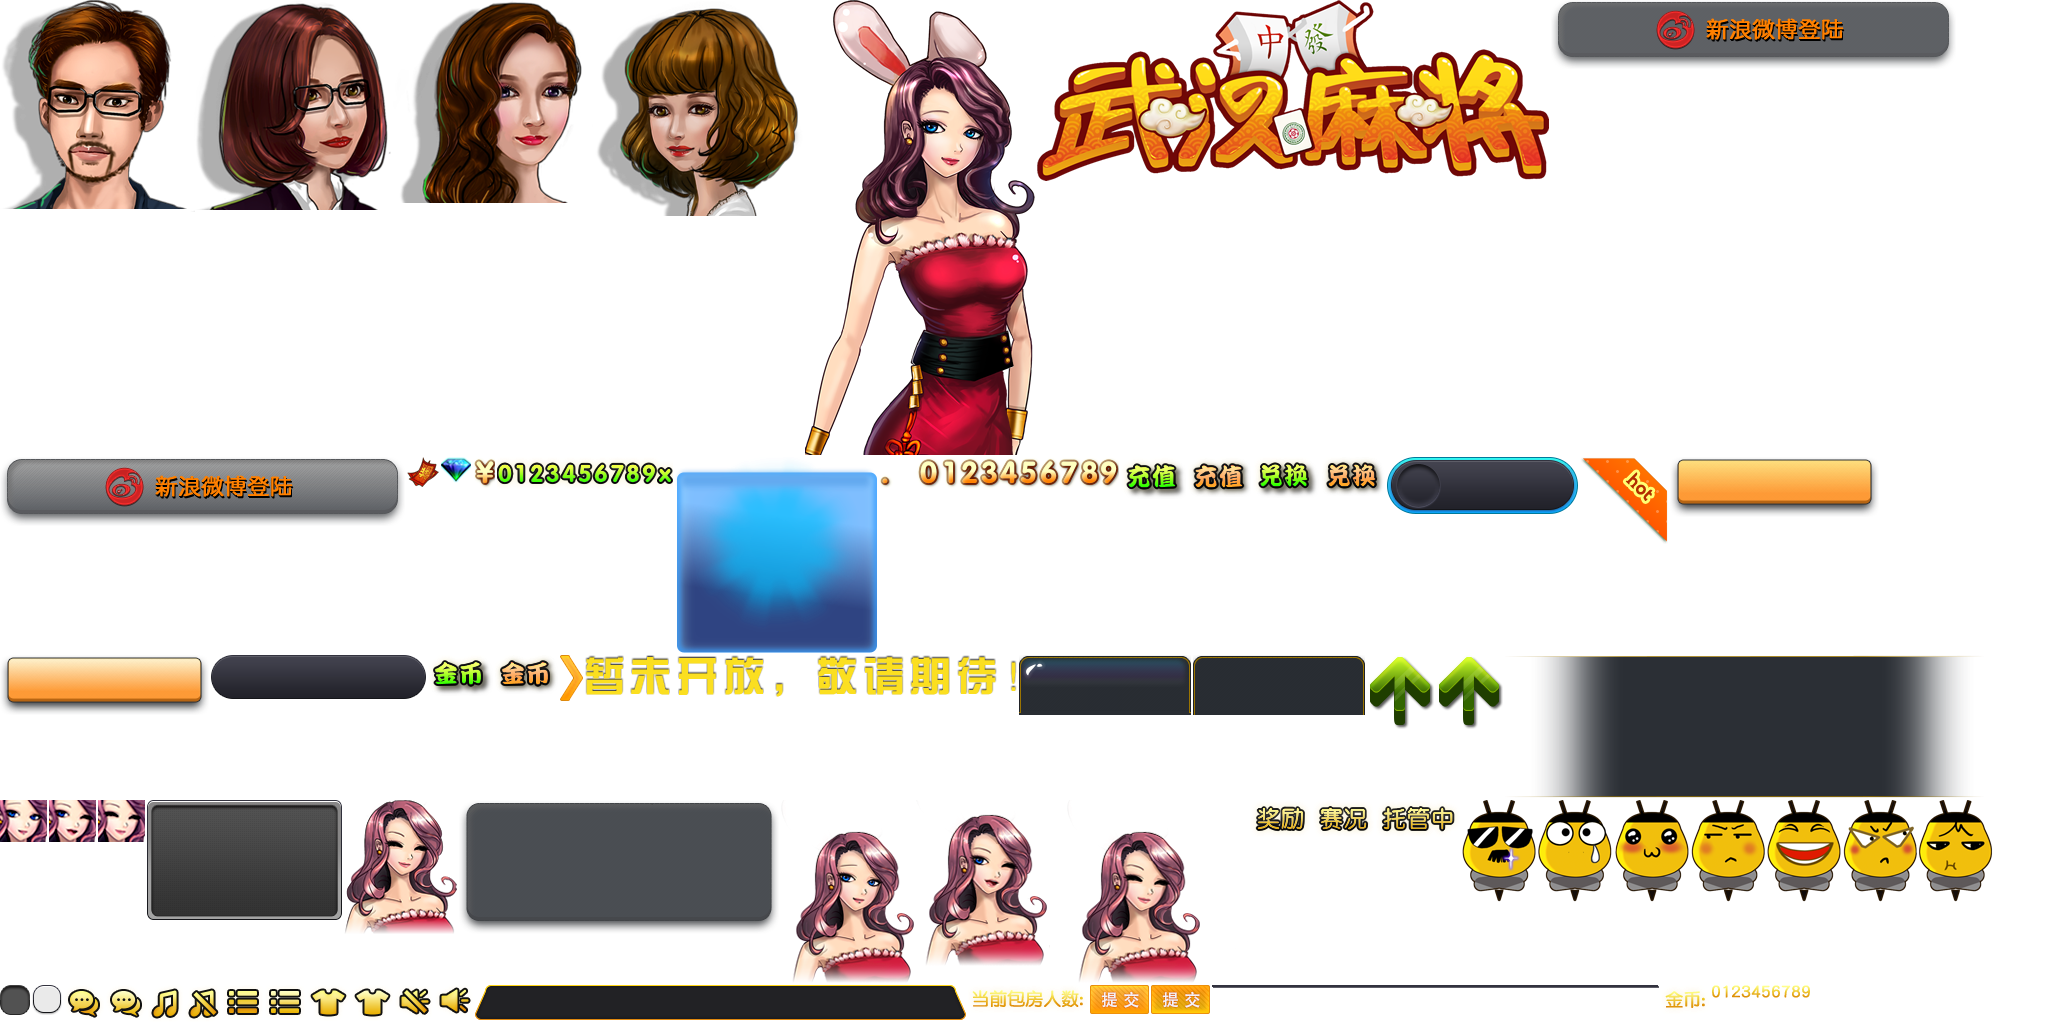 中 發
武汉麻将
新浪微博登陆
新浪微博登陆
¥0123456789x
.
0123456789
充值 充值 兑换 兑换
hot
金币 金币
暂未开放，敬请期待！
奖励 赛况 托管中
当前包房人数:
提交 提交
金币: 0123456789